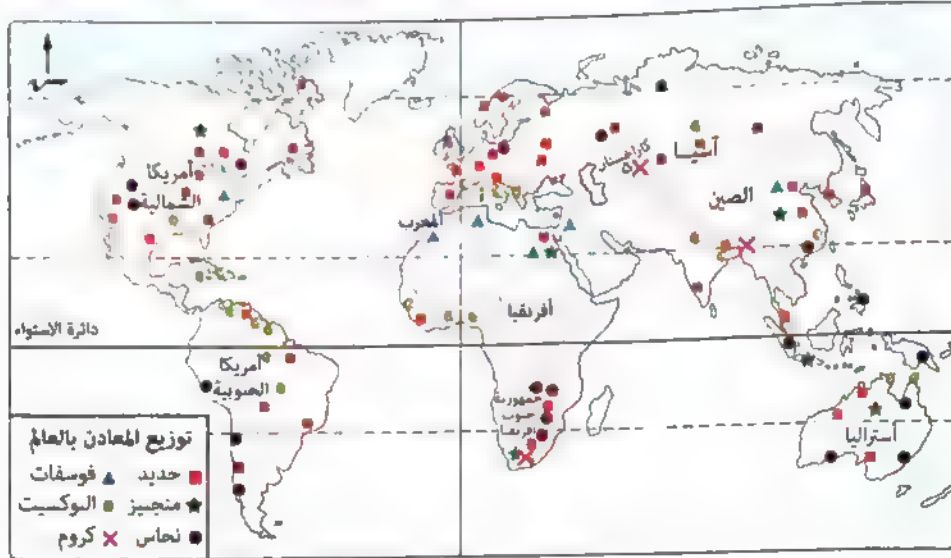 أمريكا
الشمالية
المغرب
كازاخستان
آسيا
الصين
أفريقيا
دائرة الاستواء
أمريكا
الجنوبية
جمهورية
جنوب
أفريقيا
أستراليا
توزيع المعادن بالعالم
حديد
فوسفات
منجنيز
البوكسيت
نحاس
كروم